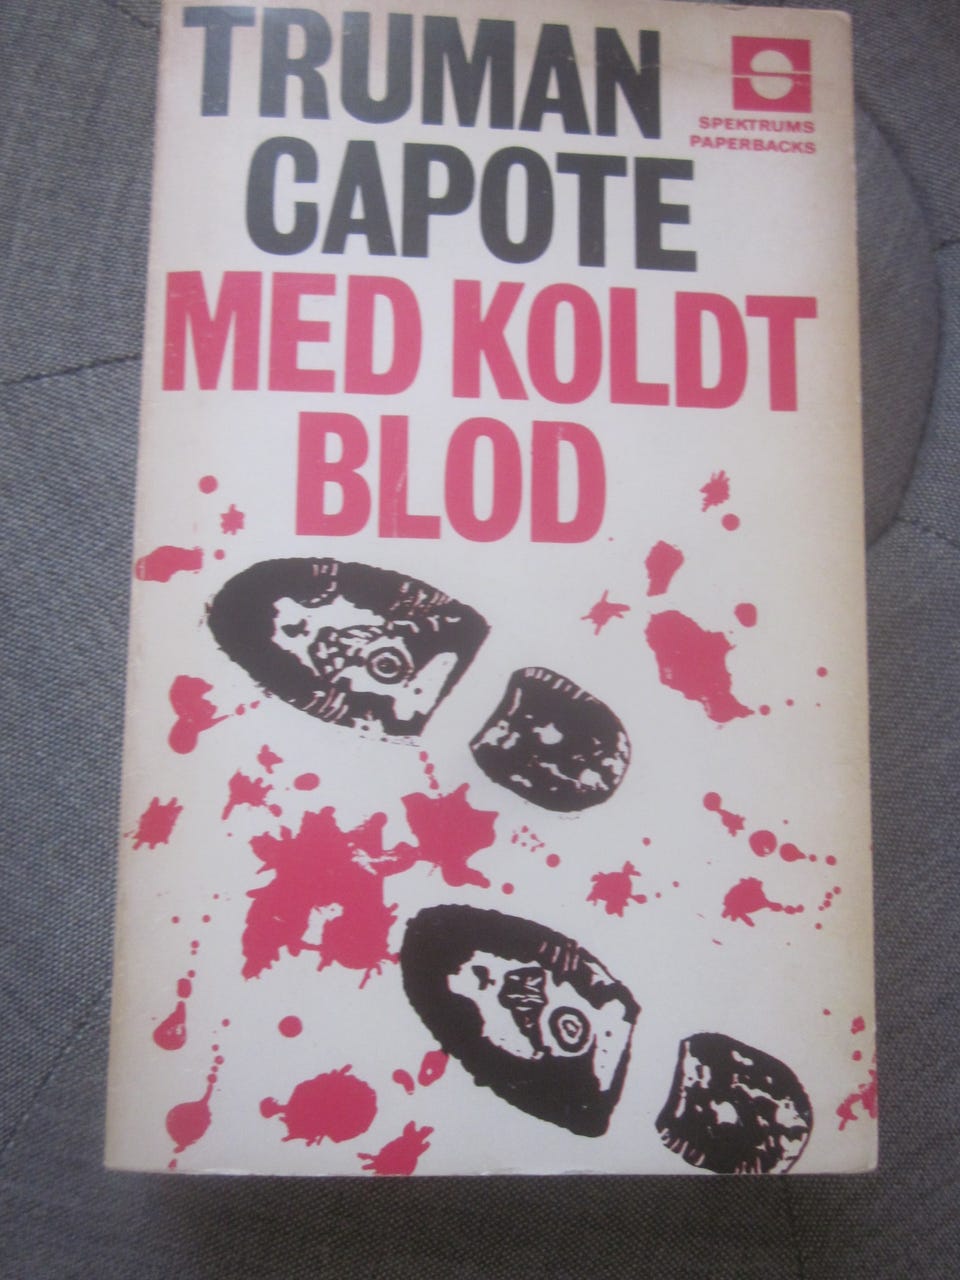 TRUMAN
CAPOTE
MED KOLDT
BLOD
SPEKTRUMS
PAPERBACKS